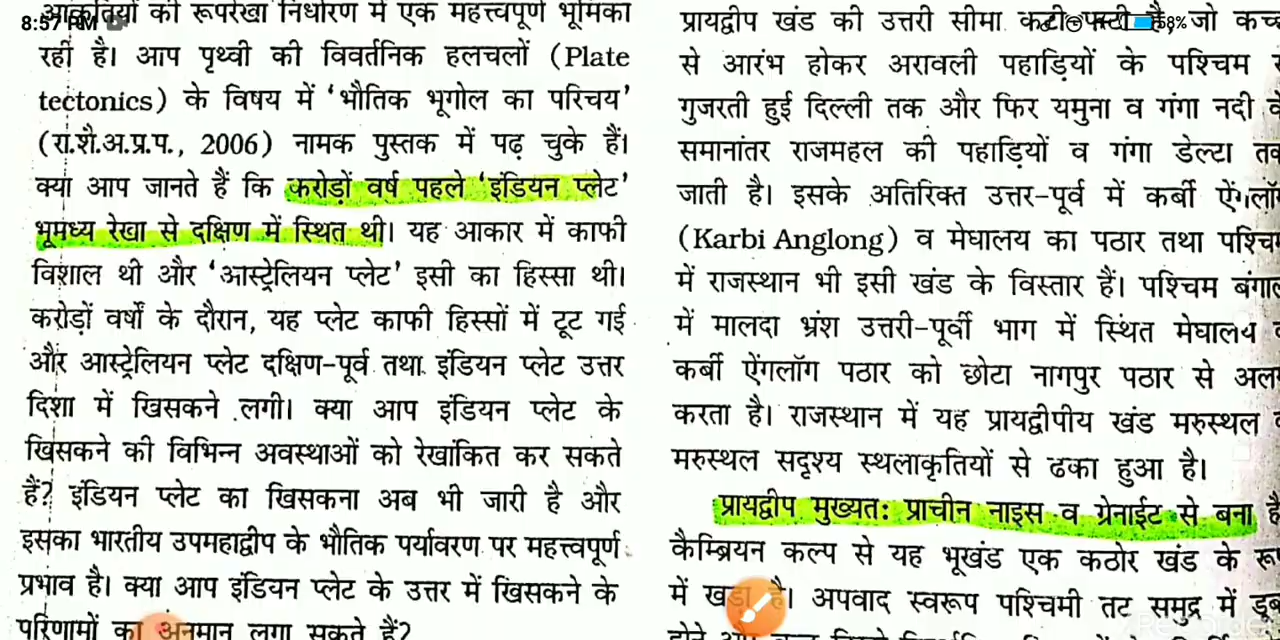 आकृतियों की रूपरेखा निर्धारण में एक महत्त्वपूर्ण भूमिका
रही है। आप पृथ्वी की विवर्तनिक हलचलों (Plate
tectonics) के विषय में ‘भौतिक भूगोल का परिचय’
(रा.शै.अ.प्र.प., 2006) नामक पुस्तक में पढ़ चुके हैं।
क्या आप जानते हैं कि करोड़ों वर्ष पहले ‘इंडियन प्लेट’
भूमध्य रेखा से दक्षिण में स्थित थी। यह आकार में काफी
विशाल थी और ‘आस्ट्रेलियन प्लेट’ इसी का हिस्सा थी।
करोड़ों वर्षों के दौरान, यह प्लेट काफी हिस्सों में टूट गई
और आस्ट्रेलियन प्लेट दक्षिण-पूर्व तथा इंडियन प्लेट उत्तर
दिशा में खिसकने लगी। क्या आप इंडियन प्लेट के
खिसकने की विभिन्न अवस्थाओं को रेखांकित कर सकते
हैं? इंडियन प्लेट का खिसकना अब भी जारी है और
इसका भारतीय उपमहाद्वीप के भौतिक पर्यावरण पर महत्त्वपूर्ण
प्रभाव है। क्या आप इंडियन प्लेट के उत्तर में खिसकने के
परिणामों का अनुमान लगा सकते हैं?
प्रायद्वीप खंड की उत्तरी सीमा कटी-फटी है, जो
से आरंभ होकर अरावली पहाड़ियों के पश्चिम
गुजरती हुई दिल्ली तक और फिर यमुना व गंगा नदी
समानांतर राजमहल की पहाड़ियों व गंगा डेल्टा
जाती है। इसके अतिरिक्त उत्तर-पूर्व में कर्बी
(Karbi Anglong) व मेघालय का पठार तथा
में राजस्थान भी इसी खंड के विस्तार हैं। पश्चिम
में मालदा भ्रंश उत्तरी-पूर्वी भाग में स्थित मेघालय
कर्बी ऐंगलॉग पठार को छोटा नागपुर पठार से
करता है। राजस्थान में यह प्रायद्वीपीय खंड मरुस्थल
मरुस्थल सदृश्य स्थलाकृतियों से ढका हुआ है।
प्रायद्वीप मुख्यतः प्राचीन नाइस व ग्रेनाईट से बना
कैम्ब्रियन कल्प से यह भूखंड एक कठोर खंड के
में खड़ा है। अपवाद स्वरूप पश्चिमी तट समुद्र में
8:57 PM
58%